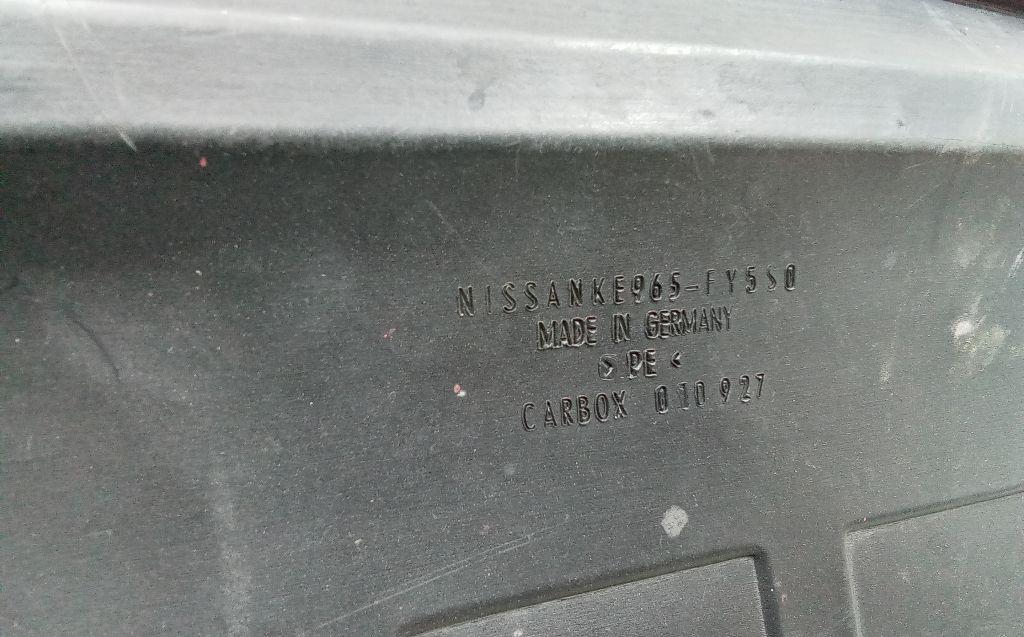 NISSANKE965-FY5S0
MADE IN GERMANY
> PE <
CARBOX 010927